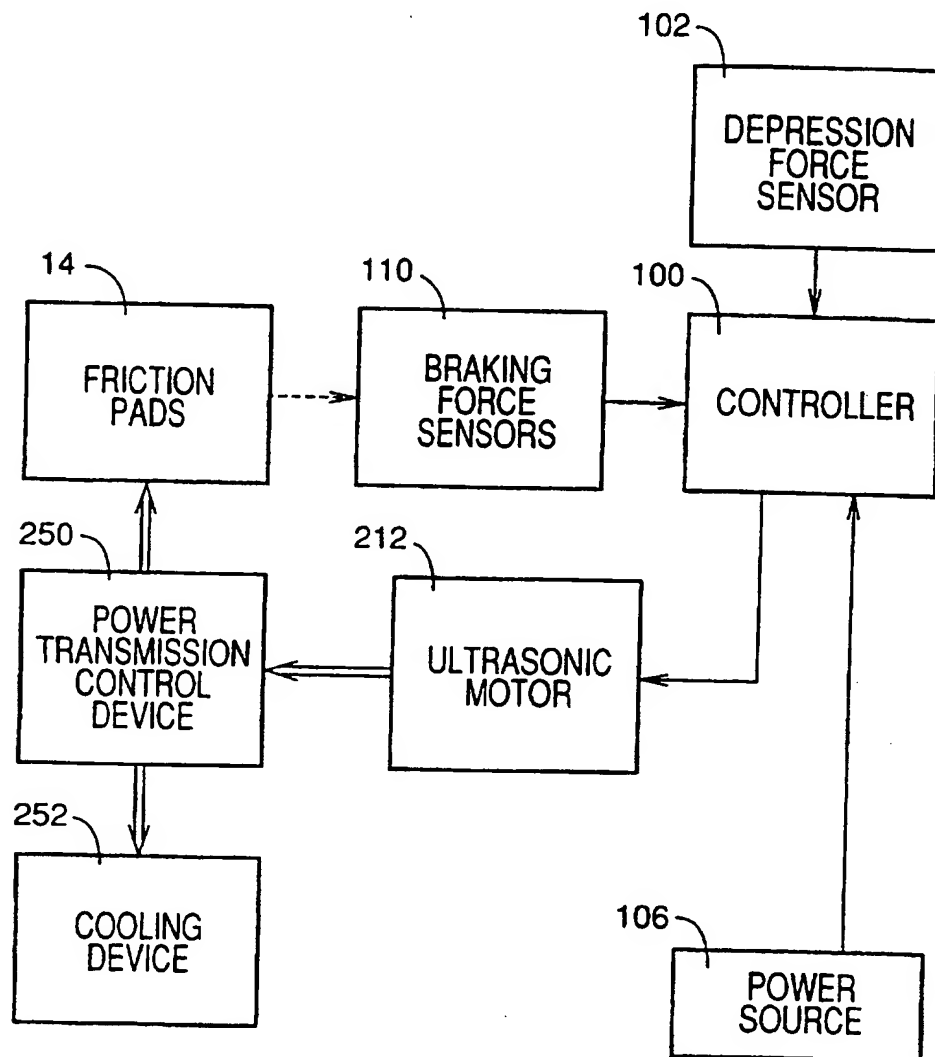 102
DEPRESSION
FORCE
SENSOR
14
110
100
FRICTION
PADS
BRAKING
FORCE
SENSORS
CONTROLLER
250
212
POWER
TRANSMISSION
CONTROL
DEVICE
ULTRASONIC
MOTOR
252
COOLING
DEVICE
106
POWER
SOURCE